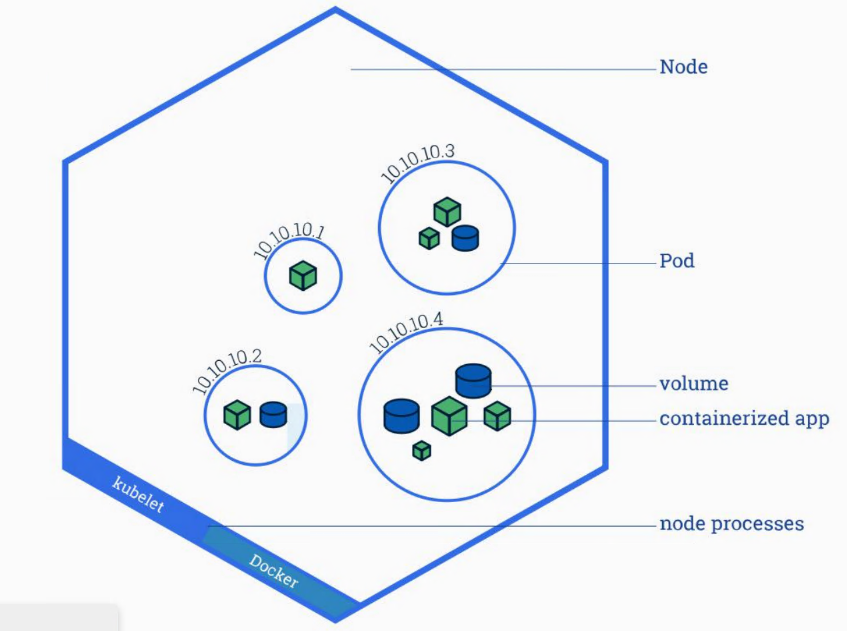 Node
10.10.10.3
10.10.10.1
Pod
10.10.10.4
10.10.10.2
volume
containerized app
kubelet
node processes
Docker